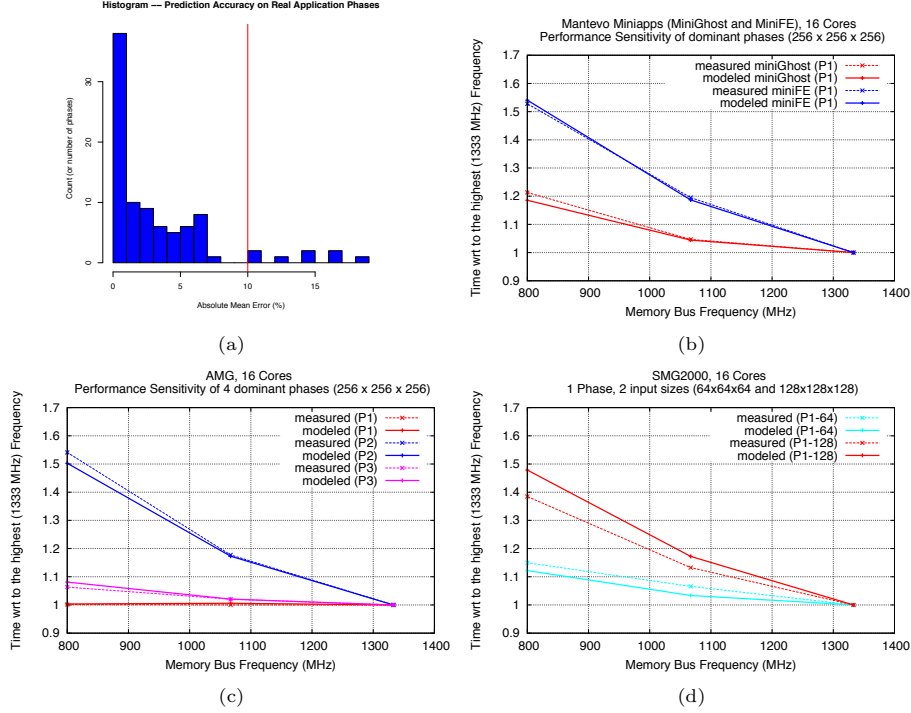 Histogram −− Prediction Accuracy on Real Application Phases
Count (or number of phases)
30
20
10
0
0
5
10
15
Absolute Mean Error (%)
(a)
Mantevo Miniapps (MiniGhost and MiniFE), 16 Cores
Performance Sensitivity of dominant phases (256 x 256 x 256)
Time wrt to the highest (1333 MHz) Frequency
1.7
1.6
1.5
1.4
1.3
1.2
1.1
1
0.9
measured miniGhost (P1)
modeled miniGhost (P1)
measured miniFE (P1)
modeled miniFE (P1)
800 900 1000 1100 1200 1300 1400
Memory Bus Frequency (MHz)
(b)
AMG, 16 Cores
Performance Sensitivity of 4 dominant phases (256 x 256 x 256)
Time wrt to the highest (1333 MHz) Frequency
1.7
1.6
1.5
1.4
1.3
1.2
1.1
1
0.9
measured (P1)
modeled (P1)
measured (P2)
modeled (P2)
measured (P3)
modeled (P3)
800 900 1000 1100 1200 1300 1400
Memory Bus Frequency (MHz)
(c)
SMG2000, 16 Cores
1 Phase, 2 input sizes (64x64x64 and 128x128x128)
Time wrt to the highest (1333 MHz) Frequency
1.7
1.6
1.5
1.4
1.3
1.2
1.1
1
0.9
measured (P1-64)
modeled (P1-64)
measured (P1-128)
modeled (P1-128)
800 900 1000 1100 1200 1300 1400
Memory Bus Frequency (MHz)
(d)